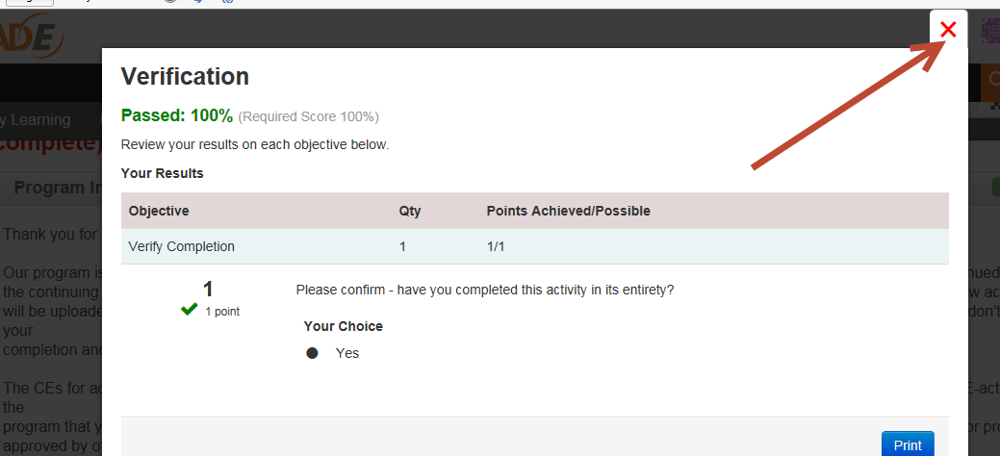 ADE
Verification
Passed: 100% (Required Score 100%)
y Learning
Review your results on each objective below.
omplete)
Your Results
Program In
Objective Qty Points Achieved/Possible
Thank you for
Verify Completion 1 1/1
Our program is nued
1 Please confirm - have you completed this activity in its entirety?
the continuing w ac
will be uploade don't
1 point
your
Your Choice
completion and
Yes
The CEs for ac E-act
the
program that y or pro
approved by o
Print